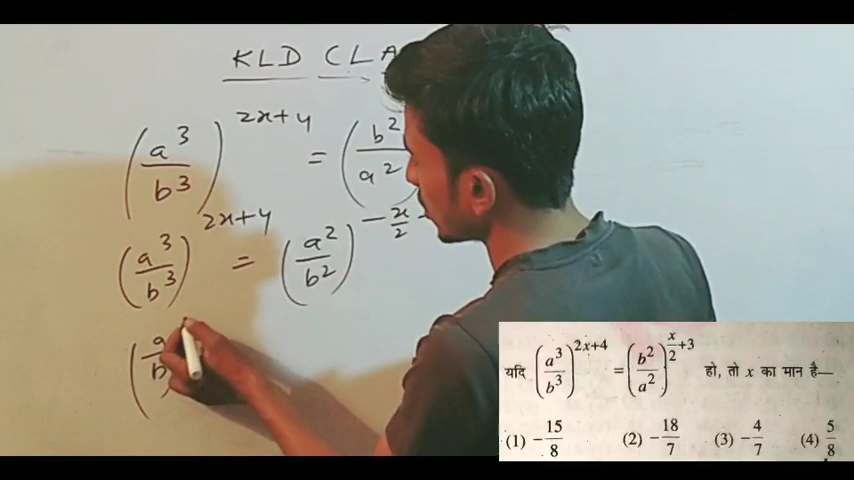 KLD CLA
(a³/b³)^2x+4 = (b²/a²
(a³/b³)^2x+4 = (a²/b²)^-x/2-
(a/b
यदि (a³/b³)^2x+4 = (b²/a²)^x/2+3 हो, तो x का मान है—
(1) -15/8 (2) -18/7 (3) -4/7 (4) 5/8